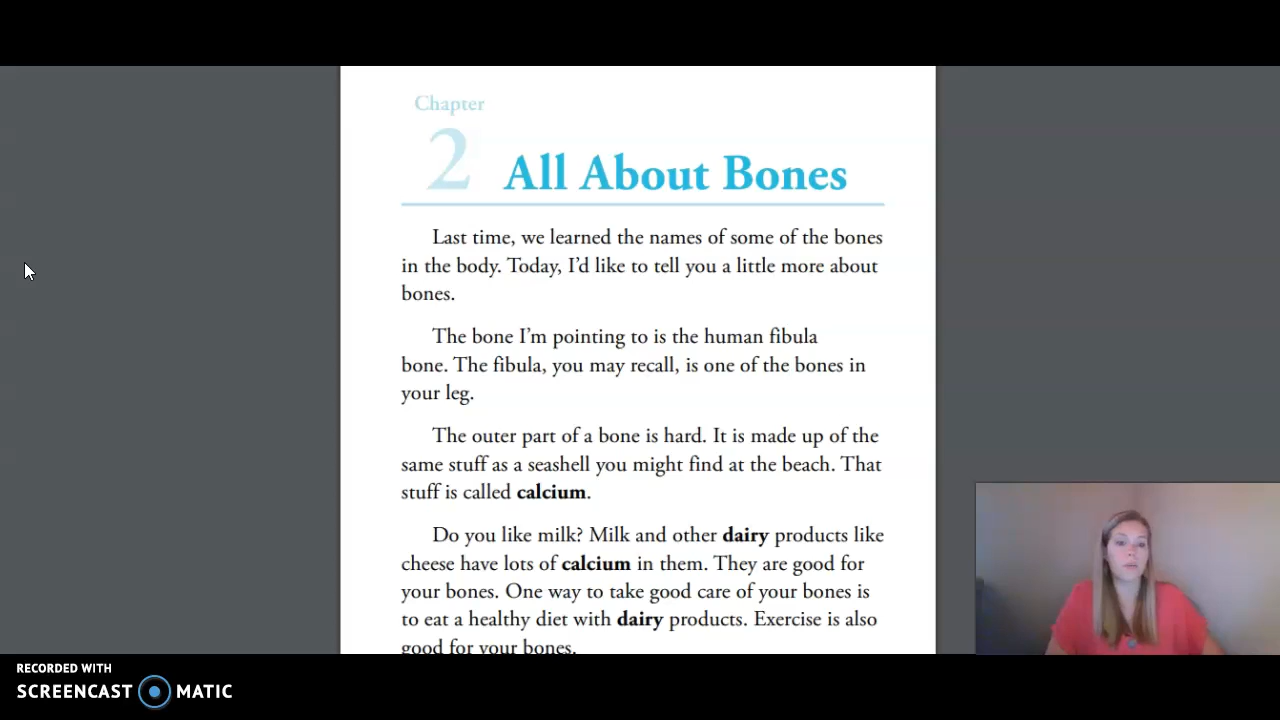 Chapter
2 All About Bones
Last time, we learned the names of some of the bones
in the body. Today, I'd like to tell you a little more about
bones.
The bone I'm pointing to is the human fibula
bone. The fibula, you may recall, is one of the bones in
your leg.
The outer part of a bone is hard. It is made up of the
same stuff as a seashell you might find at the beach. That
stuff is called calcium.
Do you like milk? Milk and other dairy products like
cheese have lots of calcium in them. They are good for
your bones. One way to take good care of your bones is
to eat a healthy diet with dairy products. Exercise is also
good for your bones.
RECORDED WITH
SCREENCAST MATIC